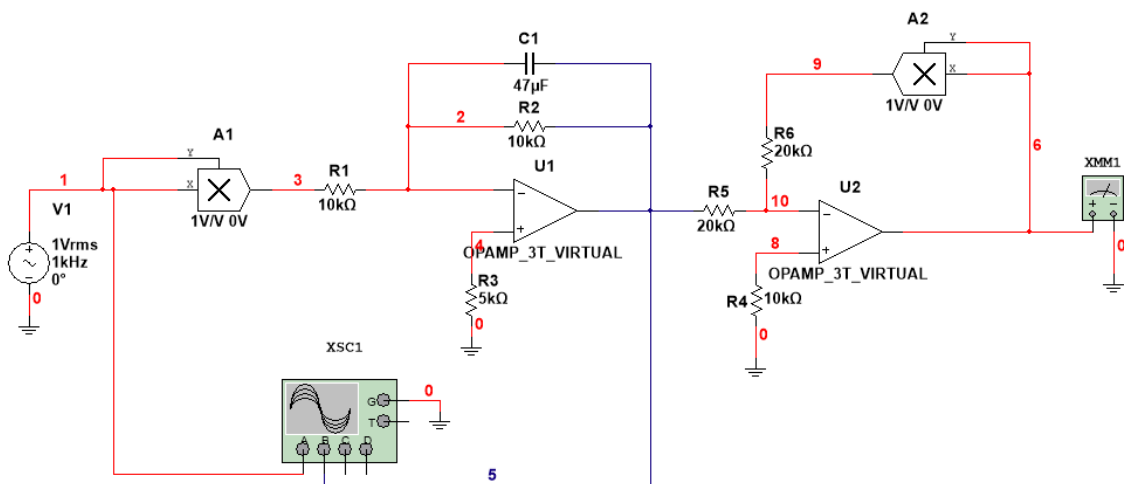 A2
C1
Y
9
X
47µF
1V/V 0V
2
R2
10kΩ
R6
20kΩ
6
A1
U1
XMM1
Y
1
3
R1
R5
10
U2
X
V1
1V/V 0V
10kΩ
20kΩ
1Vrms
1kHz
0°
4
OPAMP_3T_VIRTUAL
8
OPAMP_3T_VIRTUAL
0
0
R3
5kΩ
R4
10kΩ
0
0
XSC1
0
G
T
A
B
C
D
5